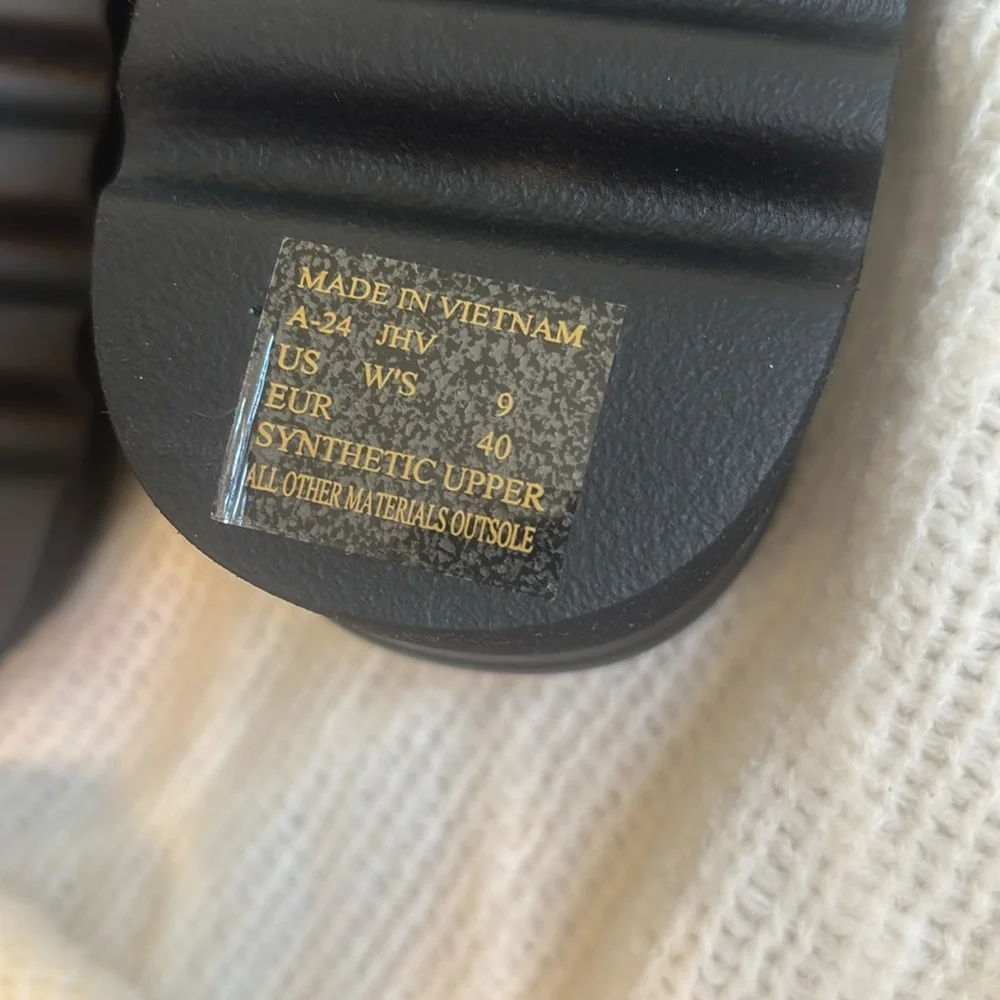 MADE IN VIETNAM
A-24 JHV
US W'S 9
EUR 40
SYNTHETIC UPPER
ALL OTHER MATERIALS OUTSOLE